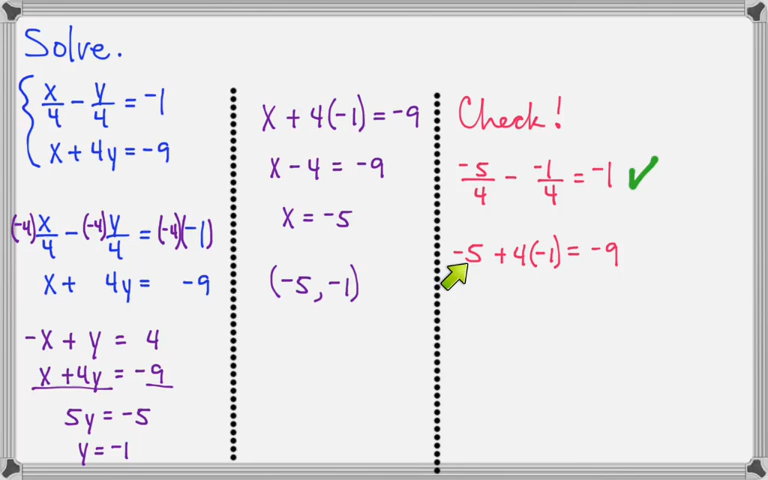 Solve.
x/4 - y/4 = -1
x + 4y = -9
(-4)x/4 - (-4)y/4 = (-4)(-1)
x + 4y = -9
-x + y = 4
x + 4y = -9
5y = -5
y = -1
x + 4(-1) = -9
x - 4 = -9
x = -5
(-5, -1)
Check!
-5/4 - -1/4 = -1
-5 + 4(-1) = -9